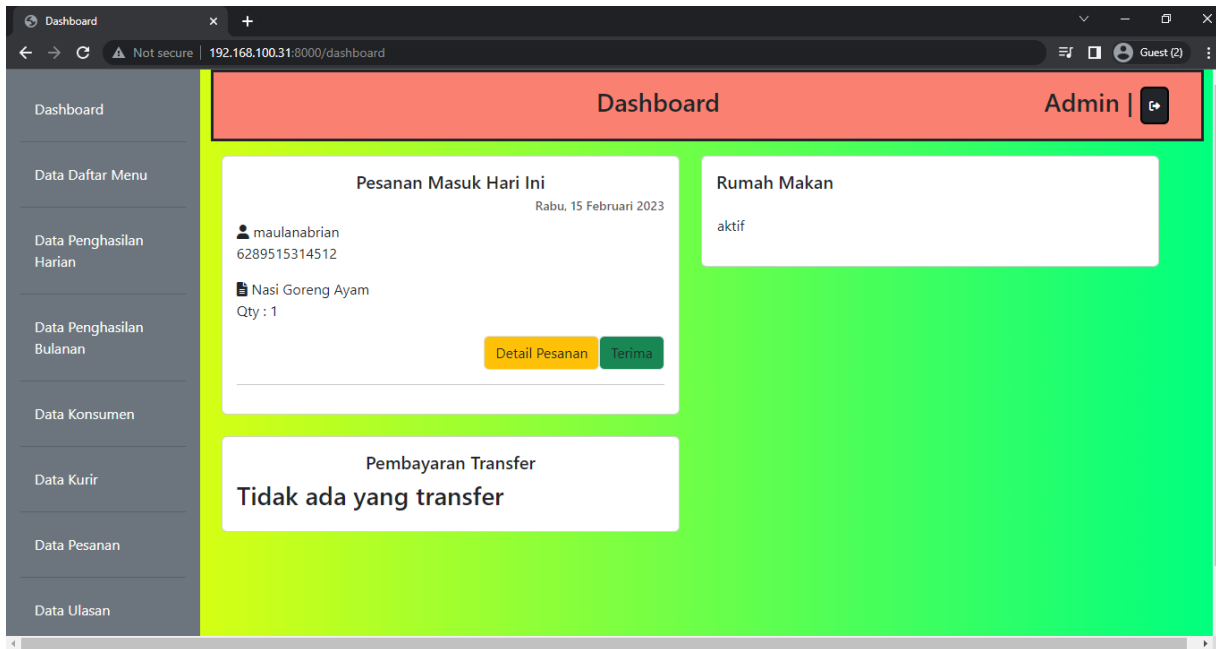 Dashboard
Not secure | 192.168.100.31:8000/dashboard
Guest (2)
Dashboard
Data Daftar Menu
Data Penghasilan
Harian
Data Penghasilan
Bulanan
Data Konsumen
Data Kurir
Data Pesanan
Data Ulasan
Dashboard
Admin |
Pesanan Masuk Hari Ini
Rabu, 15 Februari 2023
maulanabrian
6289515314512
Nasi Goreng Ayam
Qty : 1
Detail Pesanan
Terima
Pembayaran Transfer
Tidak ada yang transfer
Rumah Makan
aktif